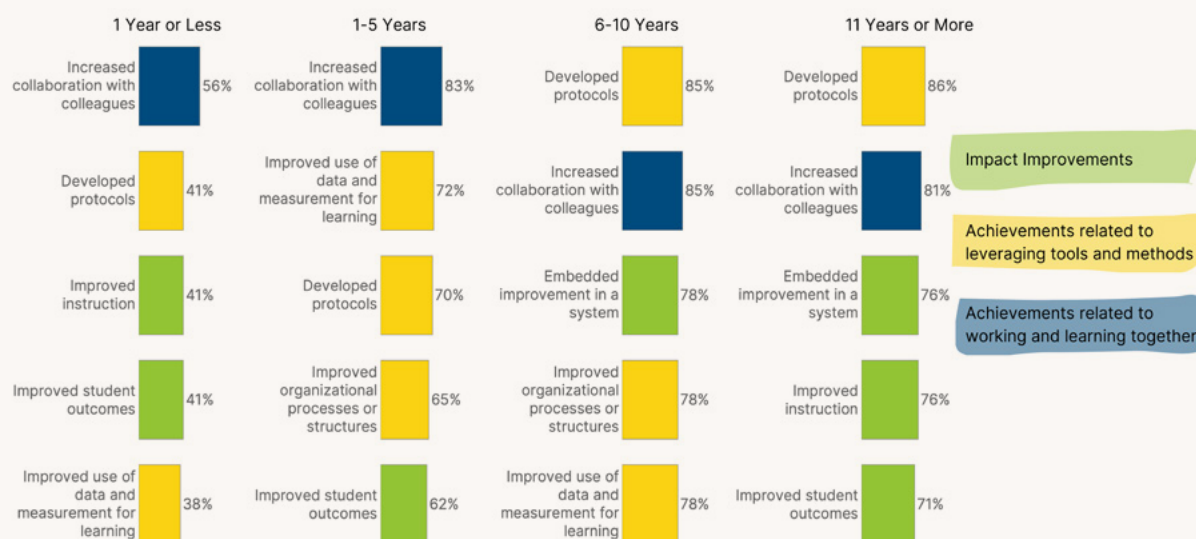 1 Year or Less
Increased
collaboration with
colleagues
56%
Developed
protocols
41%
Improved
instruction
41%
Improved student
outcomes
41%
Improved use of
data and
measurement for
learning
38%
1-5 Years
Increased
collaboration with
colleagues
83%
Improved use of
data and
measurement for
learning
72%
Developed
protocols
70%
Improved
organizational
processes or
structures
65%
Improved student
outcomes
62%
6-10 Years
Developed
protocols
85%
Increased
collaboration with
colleagues
85%
Embedded
improvement in a
system
78%
Improved
organizational
processes or
structures
78%
Improved use of
data and
measurement for
learning
78%
11 Years or More
Developed
protocols
86%
Increased
collaboration with
colleagues
81%
Embedded
improvement in a
system
76%
Improved
instruction
76%
Improved student
outcomes
71%
Impact Improvements
Achievements related to
leveraging tools and methods
Achievements related to
working and learning together